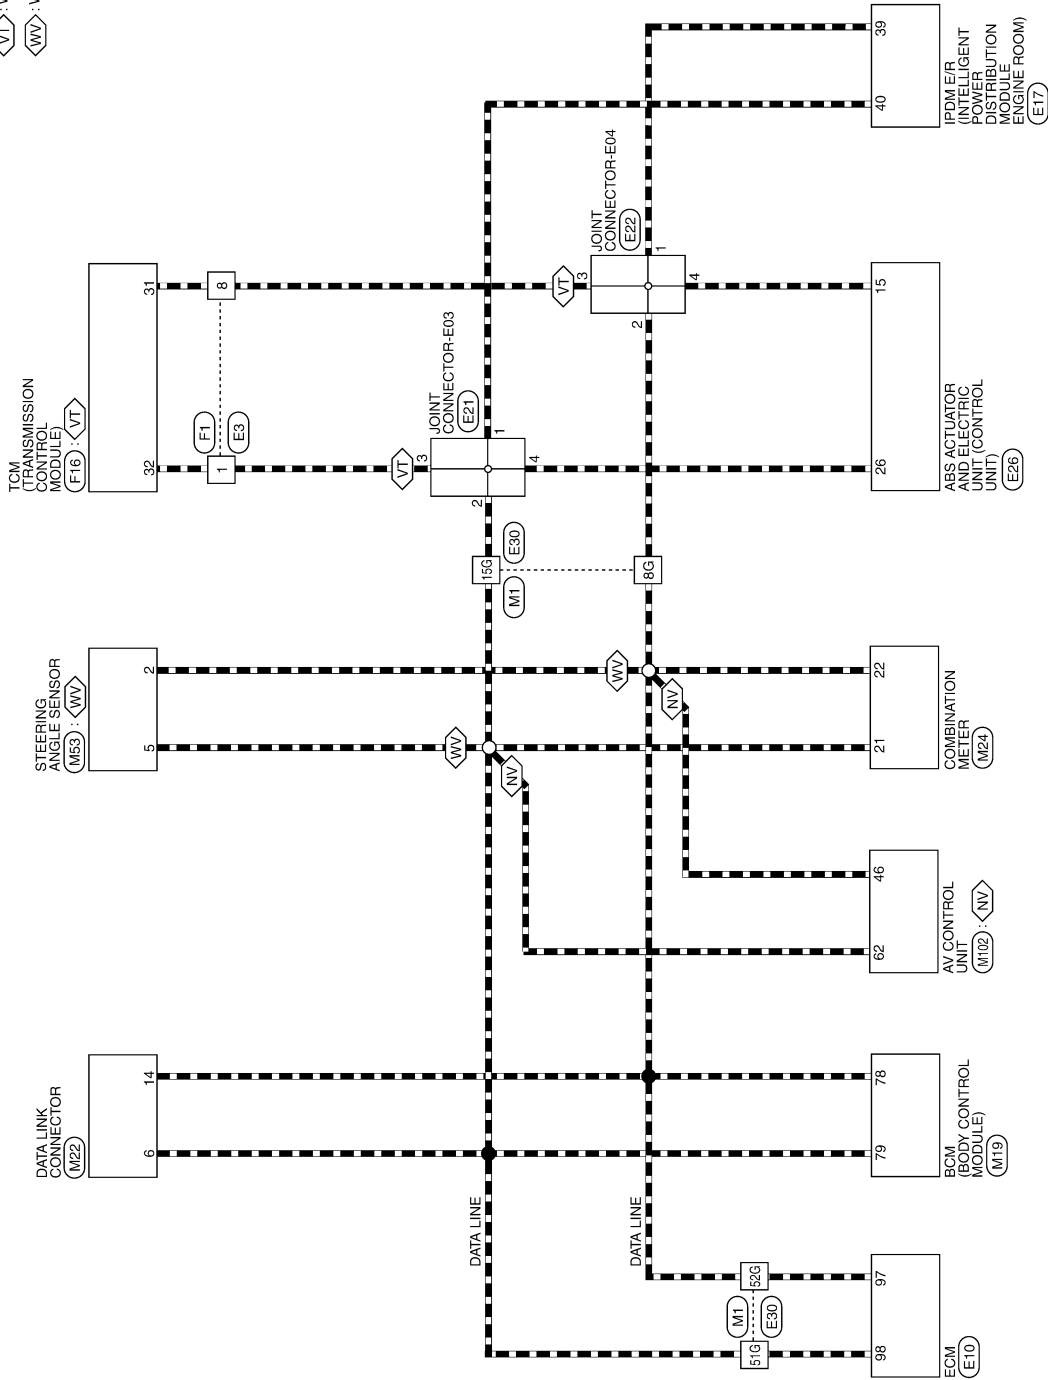 WV :
DATA LINK
CONNECTOR
M22
6
14
STEERING
ANGLE SENSOR
M53 : WV
5
2
TCM
(TRANSMISSION
CONTROL
MODULE)
F16 : VT
32
31
F1
1
8
E3
VT
JOINT
CONNECTOR-E03
E21
3
2
1
4
DATA LINE
WV
NV
15G
M1
E30
VT
JOINT
CONNECTOR-E04
E22
3
2
1
4
DATA LINE
WV
NV
8G
M1
51G
52G
E30
98
97
ECM
E10
79
78
BCM
(BODY CONTROL
MODULE)
M19
62
46
AV CONTROL
UNIT
M102 : NV
21
22
COMBINATION
METER
M24
26
15
ABS ACTUATOR
AND ELECTRIC
UNIT (CONTROL
UNIT)
E26
40
39
IPDM E/R
(INTELLIGENT
POWER
DISTRIBUTION
MODULE
ENGINE ROOM)
E17